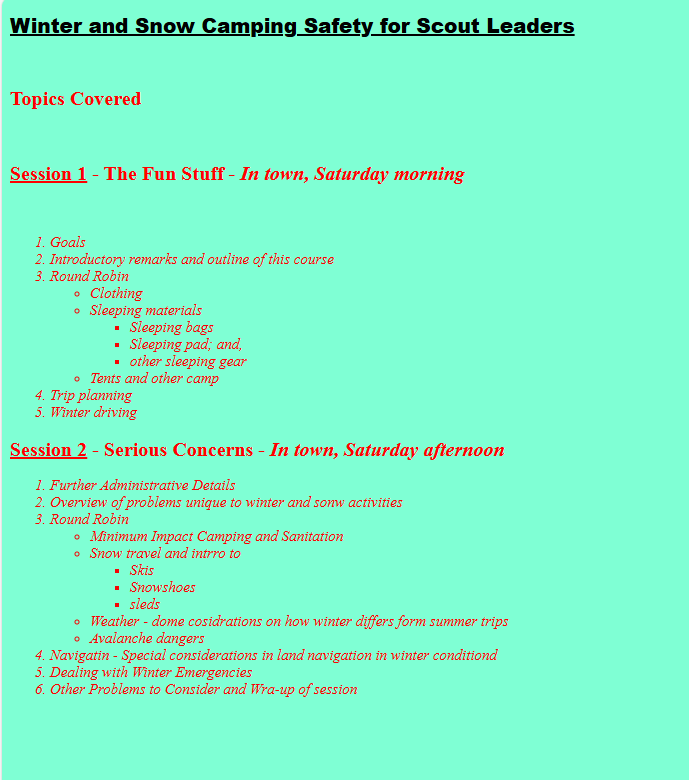 Winter and Snow Camping Safety for Scout Leaders
Topics Covered
Session 1 - The Fun Stuff - In town, Saturday morning
1. Goals
2. Introductory remarks and outline of this course
3. Round Robin
Clothing
Sleeping materials
Sleeping bags
Sleeping pad; and,
other sleeping gear
Tents and other camp
4. Trip planning
5. Winter driving
Session 2 - Serious Concerns - In town, Saturday afternoon
1. Further Administrative Details
2. Overview of problems unique to winter and sonw activities
3. Round Robin
Minimum Impact Camping and Sanitation
Snow travel and intrro to
Skis
Snowshoes
sleds
Weather - dome cosidrations on how winter differs form summer trips
Avalanche dangers
4. Navigatin - Special considerations in land navigation in winter conditiond
5. Dealing with Winter Emergencies
6. Other Problems to Consider and Wra-up of session